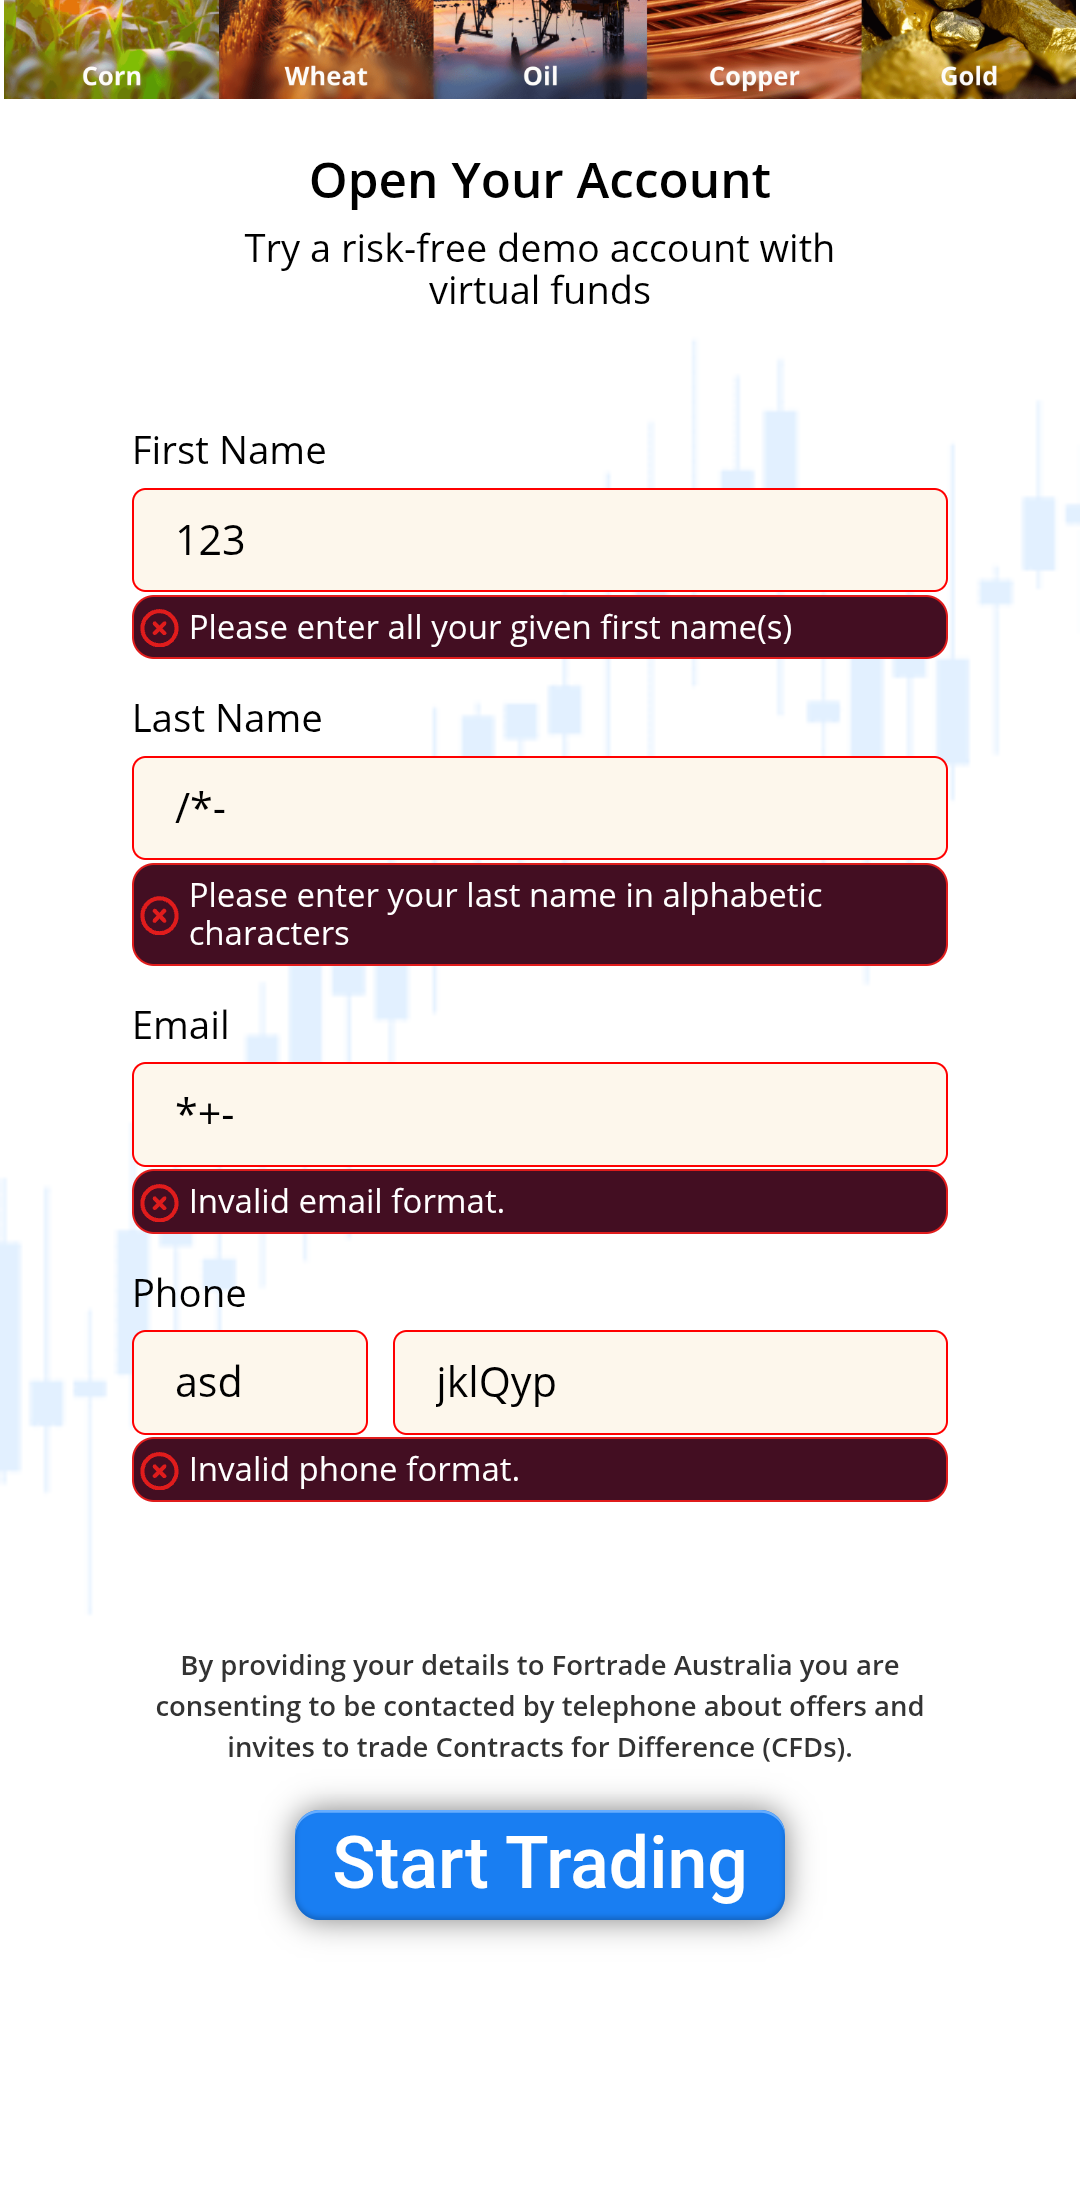 Corn Wheat Oil Copper Gold
Open Your Account
Try a risk-free demo account with
virtual funds
First Name
123
Please enter all your given first name(s)
Last Name
/*-
Please enter your last name in alphabetic
characters
Email
*+-
Invalid email format.
Phone
asd jklQyp
Invalid phone format.
By providing your details to Fortrade Australia you are
consenting to be contacted by telephone about offers and
invites to trade Contracts for Difference (CFDs).
Start Trading